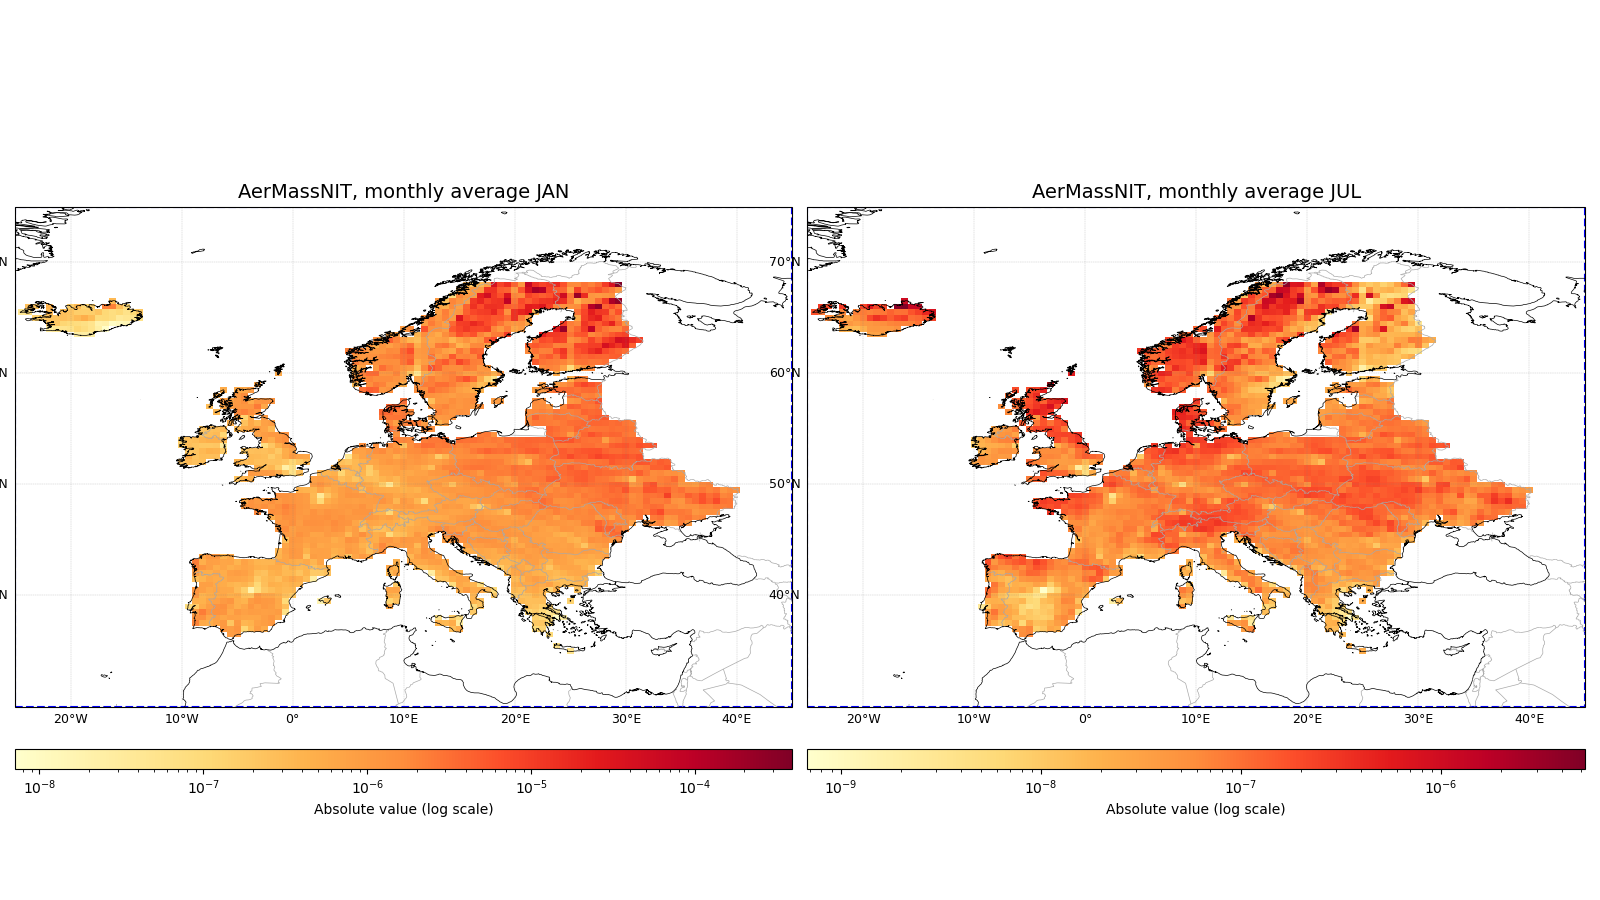 AerMassNIT, monthly average JAN
AerMassNIT, monthly average JUL
70°N
60°N
50°N
40°N
20°W 10°W 0° 10°E 20°E 30°E 40°E
20°W 10°W 0° 10°E 20°E 30°E 40°E
10⁻⁸ 10⁻⁷ 10⁻⁶ 10⁻⁵ 10⁻⁴
10⁻⁹ 10⁻⁸ 10⁻⁷ 10⁻⁶
Absolute value (log scale)
Absolute value (log scale)